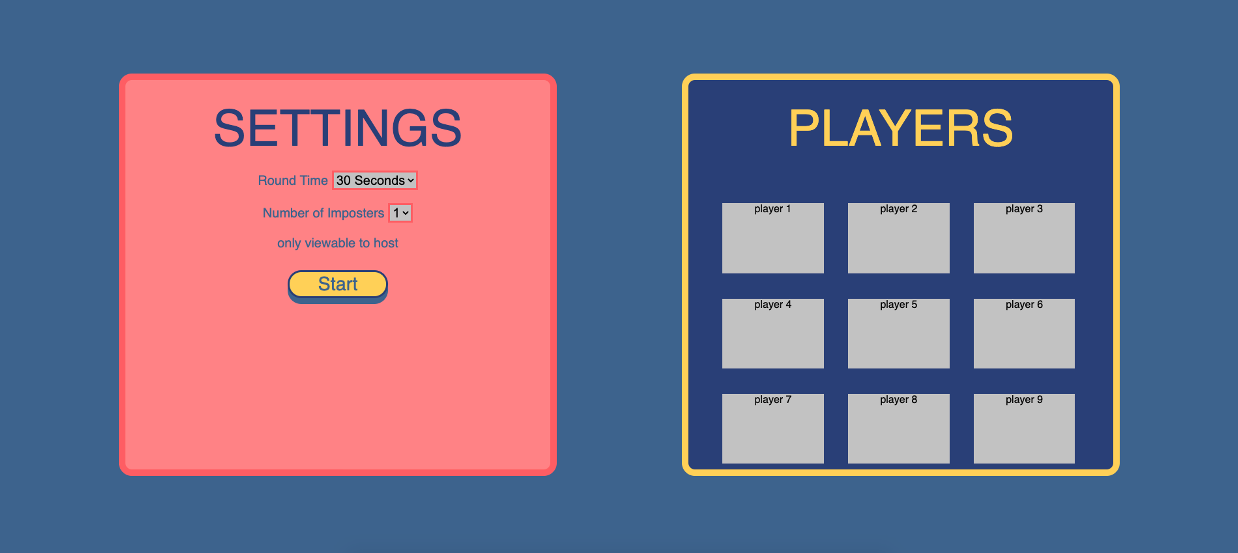 SETTINGS
Round Time 30 Seconds
Number of Imposters 1
only viewable to host
Start
PLAYERS
player 1 player 2 player 3
player 4 player 5 player 6
player 7 player 8 player 9